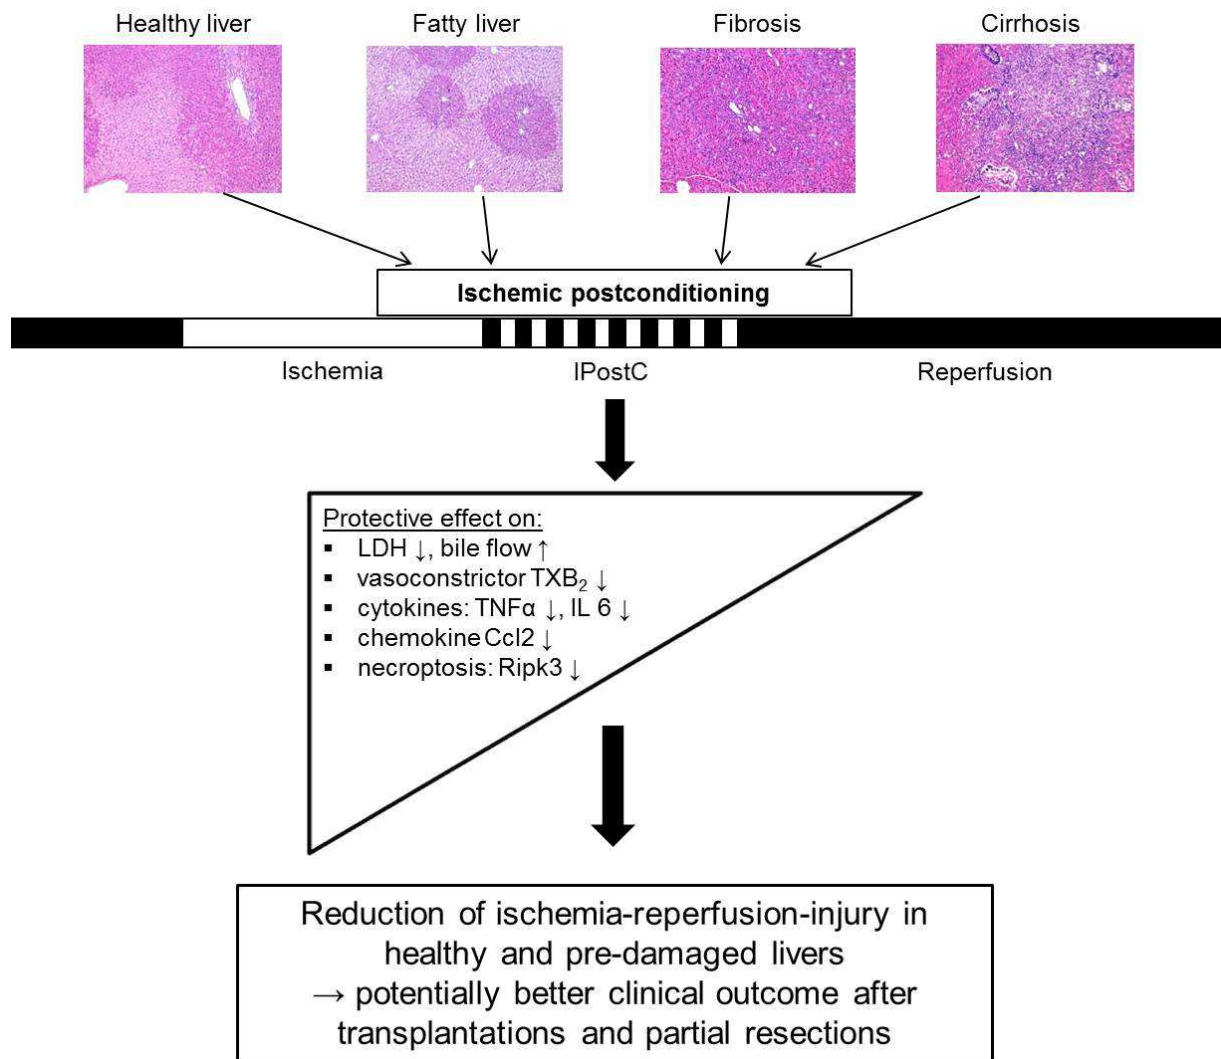 Healthy liver
Fatty liver
Fibrosis
Cirrhosis
Ischemic postconditioning
Ischemia
IPostC
Reperfusion
Protective effect on:
▪ LDH ↓, bile flow ↑
▪ vasoconstrictor TXB₂ ↓
▪ cytokines: TNFα ↓, IL 6 ↓
▪ chemokine Ccl2 ↓
▪ necroptosis: Ripk3 ↓
Reduction of ischemia-reperfusion-injury in
healthy and pre-damaged livers
→ potentially better clinical outcome after
transplantations and partial resections